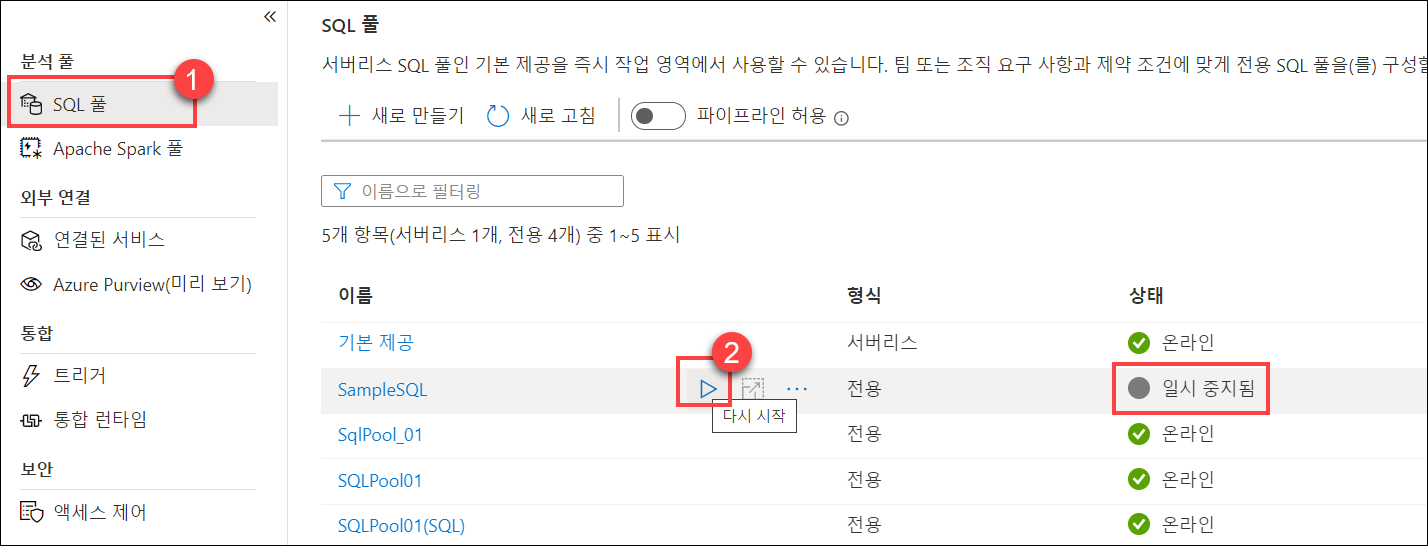 분석 풀
1
SQL 풀
Apache Spark 풀
외부 연결
연결된 서비스
Azure Purview(미리 보기)
통합
트리거
통합 런타임
보안
액세스 제어
SQL 풀
서버리스 SQL 풀인 기본 제공을 즉시 작업 영역에서 사용할 수 있습니다. 팀 또는 조직 요구 사항과 제약 조건에 맞게 전용 SQL 풀을(를) 구성할
새로 만들기 새로 고침 파이프라인 허용
이름으로 필터링
5개 항목(서버리스 1개, 전용 4개) 중 1~5 표시
이름 형식 상태
기본 제공 서버리스 온라인
2
SampleSQL ··· 전용 일시 중지됨
다시 시작
SqlPool_01 전용 온라인
SQLPool01 전용 온라인
SQLPool01(SQL) 전용 온라인